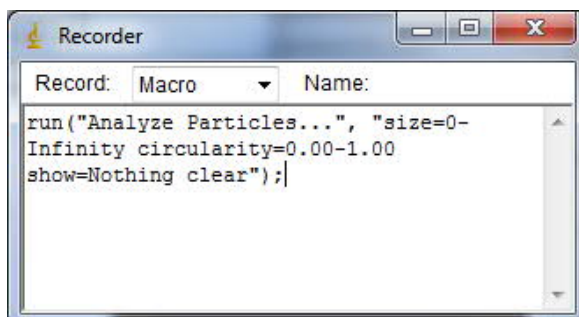 Recorder
Record: Macro Name:
run("Analyze Particles...", "size=0-
Infinity circularity=0.00-1.00
show=Nothing clear");